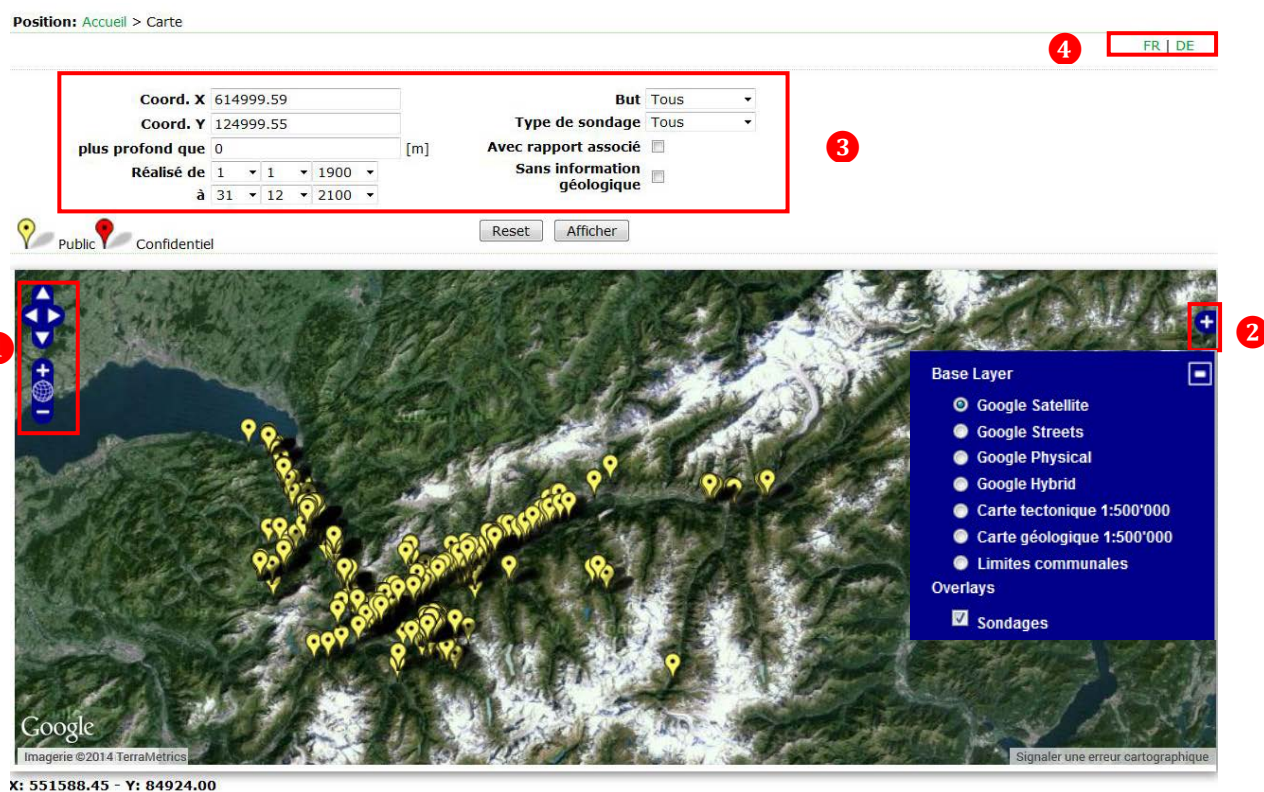 Position: Accueil > Carte
4
FR | DE
Coord. X 614999.59
But Tous
Coord. Y 124999.55
Type de sondage Tous
plus profond que 0 [m]
Avec rapport associé
3
Réalisé de 1 1 1900
Sans information
géologique
à 31 12 2100
Public Confidentiel
Reset Afficher
2
Base Layer
Google Satellite
Google Streets
Google Physical
Google Hybrid
Carte tectonique 1:500'000
Carte géologique 1:500'000
Limites communales
Overlays
Sondages
Google
Imagerie ©2014 TerraMetrics
Signaler une erreur cartographique
X: 551588.45 - Y: 84924.00